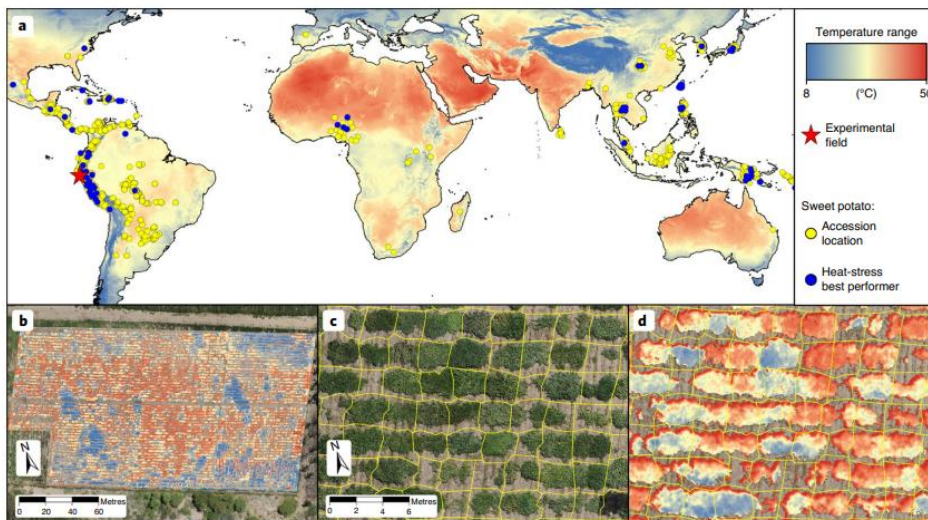 a
Temperature range
8 (°C) 50
Experimental
field
Sweet potato:
Accession
location
Heat-stress
best performer
b
N
Metres
0 20 40 60
c
N
Metres
0 2 4 6
d